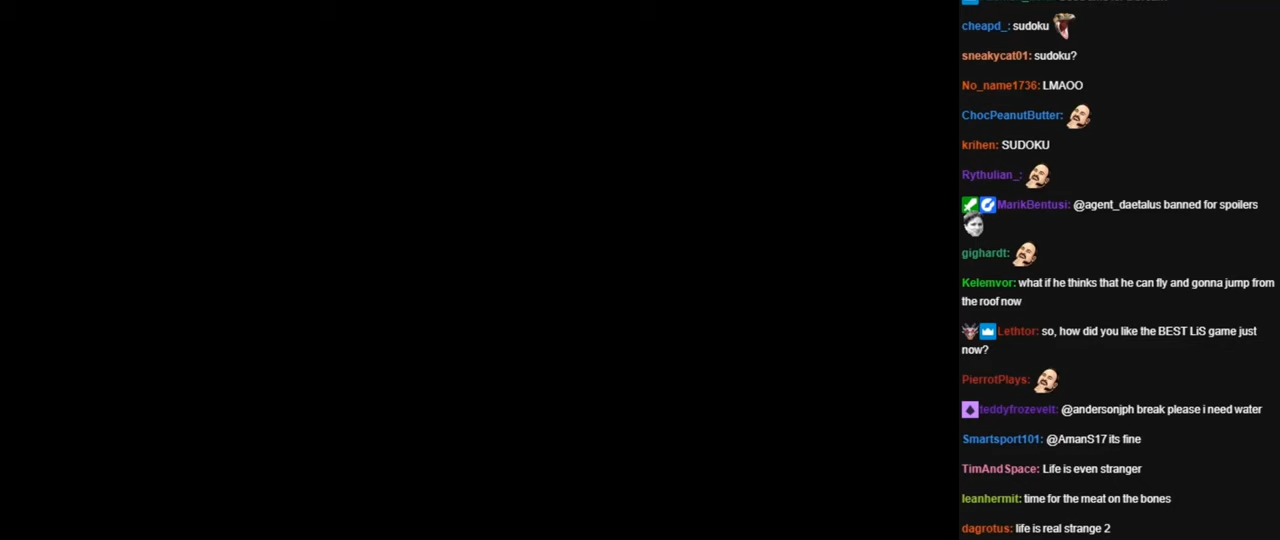 cheapd_: sudoku
sneakycat01: sudoku?
No_name1736: LMAOO
ChocPeanutButter:
krihen: SUDOKU
Rythulian_:
MarikBentusi: @agent_daetalus banned for spoilers
gighardt:
Kelemvor: what if he thinks that he can fly and gonna jump from
the roof now
Lethtor: so, how did you like the BEST LiS game just
now?
PierrotPlays:
teddyfrozevelt: @andersonjph break please i need water
Smartsport101: @AmanS17 its fine
TimAndSpace: Life is even stranger
leanhermit: time for the meat on the bones
dagrotus: life is real strange 2